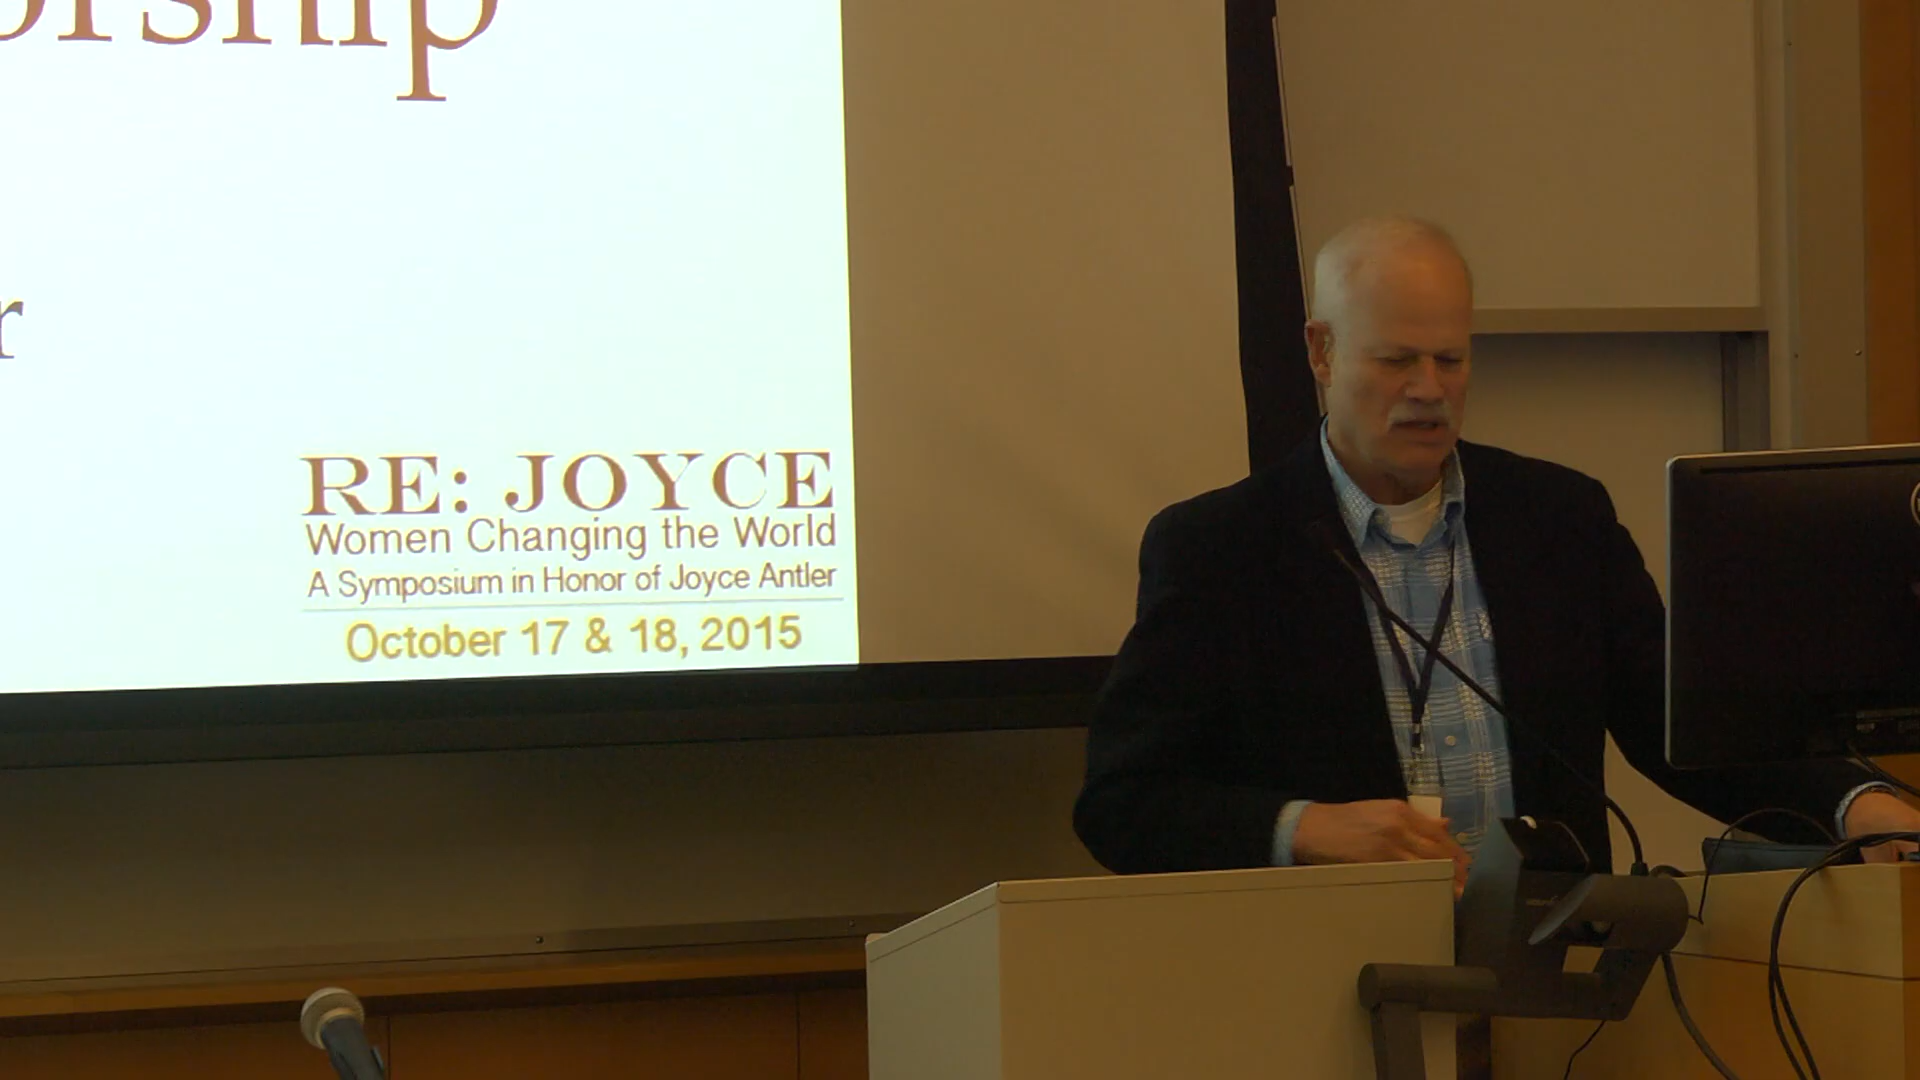 RE: JOYCE
Women Changing the World
A Symposium in Honor of Joyce Antler
October 17 & 18, 2015